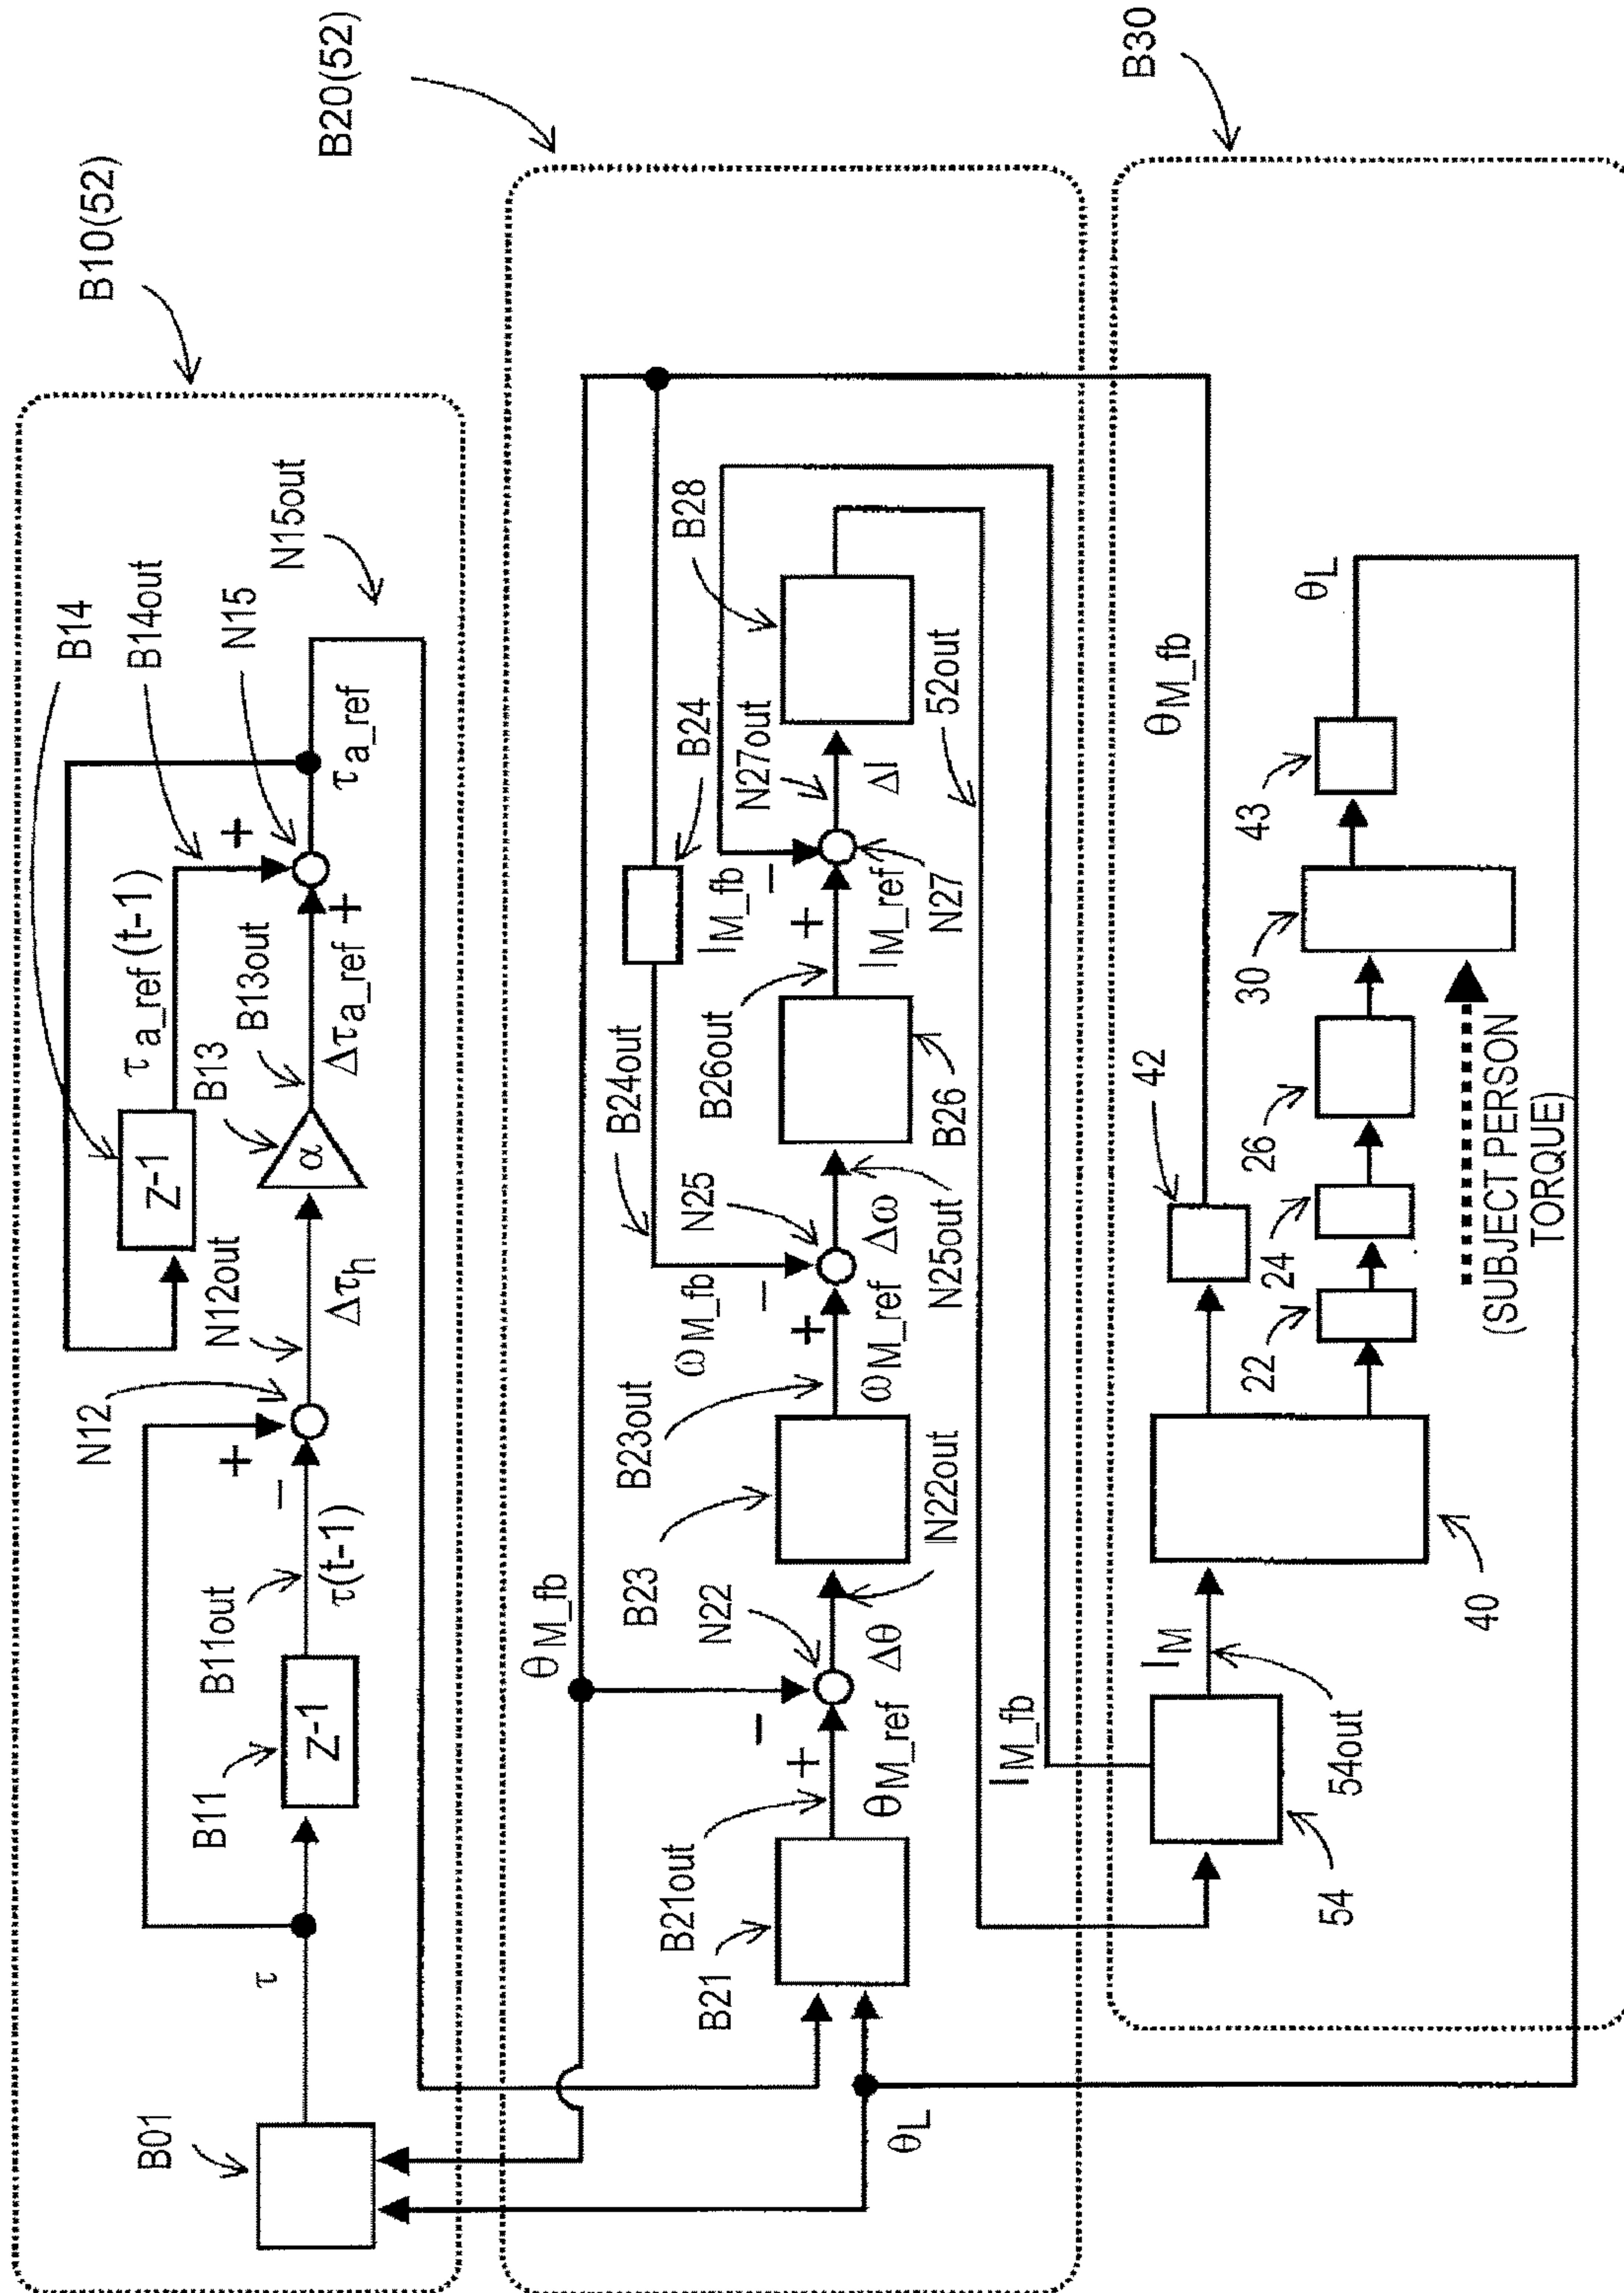 B10(52)
B01
τ
B11
Z-1
B11out
τ(t-1)
N12
+
−
N12out
Δτh
B13
α
B13out
Δτa_ref
+
B14
Z-1
B14out
τa_ref (t-1)
+
N15
τa_ref
N15out
B20(52)
θM_fb
θL
B21
B21out
+
θM_ref
−
N22
Δθ
N22out
B23
B23out
ωM_ref
+
ωM_fb
−
N25
Δω
N25out
B24out
B24
B26
B26out
IM_ref
+
IM_fb
−
N27
N27out
ΔI
B28
52out
IM_fb
B30
54
54out
IM
40
42
θM_fb
22
24
26
30
43
θL
(SUBJECT PERSON
TORQUE)